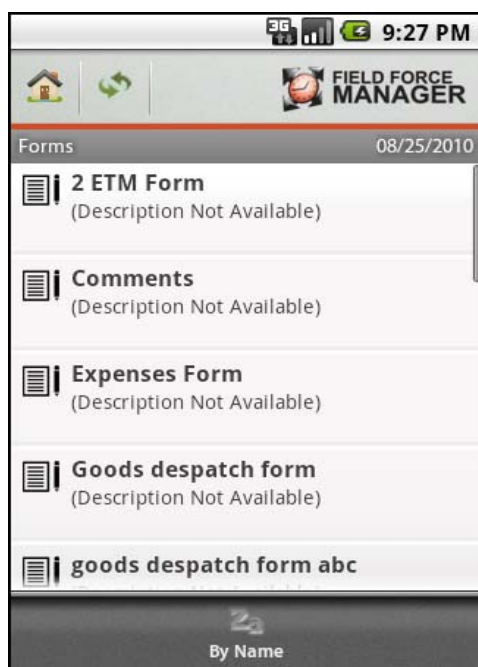 3G 9:27 PM
FIELD FORCE
MANAGER
Forms 08/25/2010
2 ETM Form
(Description Not Available)
Comments
(Description Not Available)
Expenses Form
(Description Not Available)
Goods despatch form
(Description Not Available)
goods despatch form abc
By Name